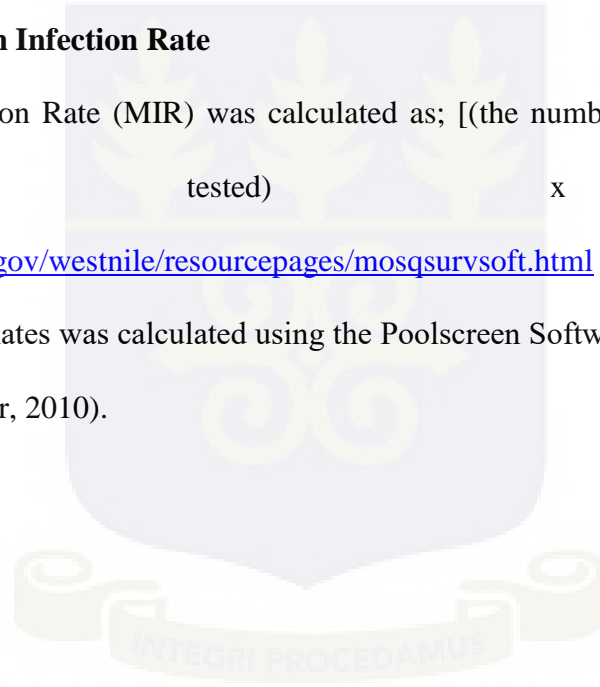 n Infection Rate
on Rate (MIR) was calculated as; [(the numb
tested) x
gov/westnile/resourcepages/mosqsurvsoft.html
ates was calculated using the Poolscreen Softw
r, 2010).
INTEGRI PROCEDAMUS